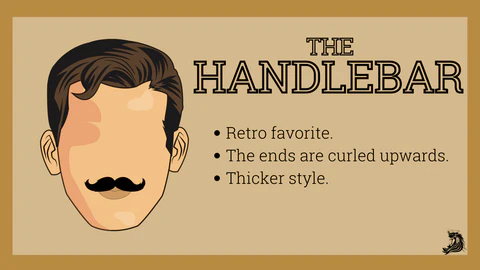 THE
HANDLEBAR
• Retro favorite.
• The ends are curled upwards.
• Thicker style.